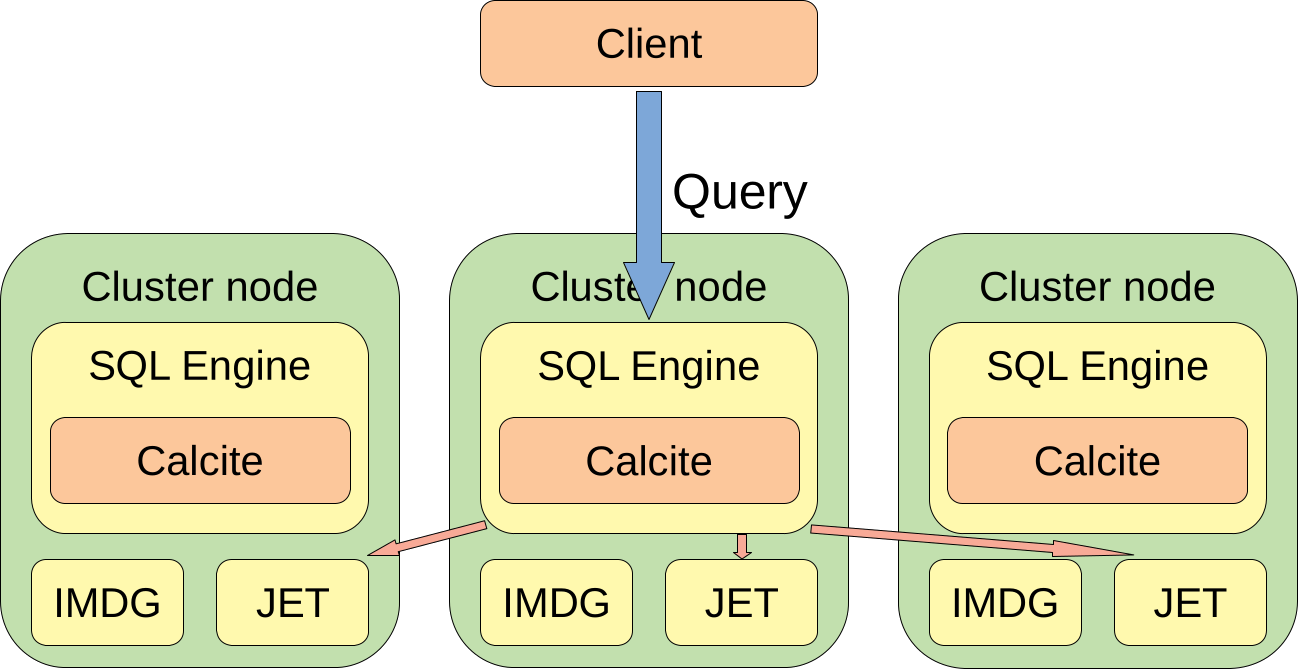 Client
Query
Cluster node
SQL Engine
Calcite
IMDG
JET
Cluster node
SQL Engine
Calcite
IMDG
JET
Cluster node
SQL Engine
Calcite
IMDG
JET